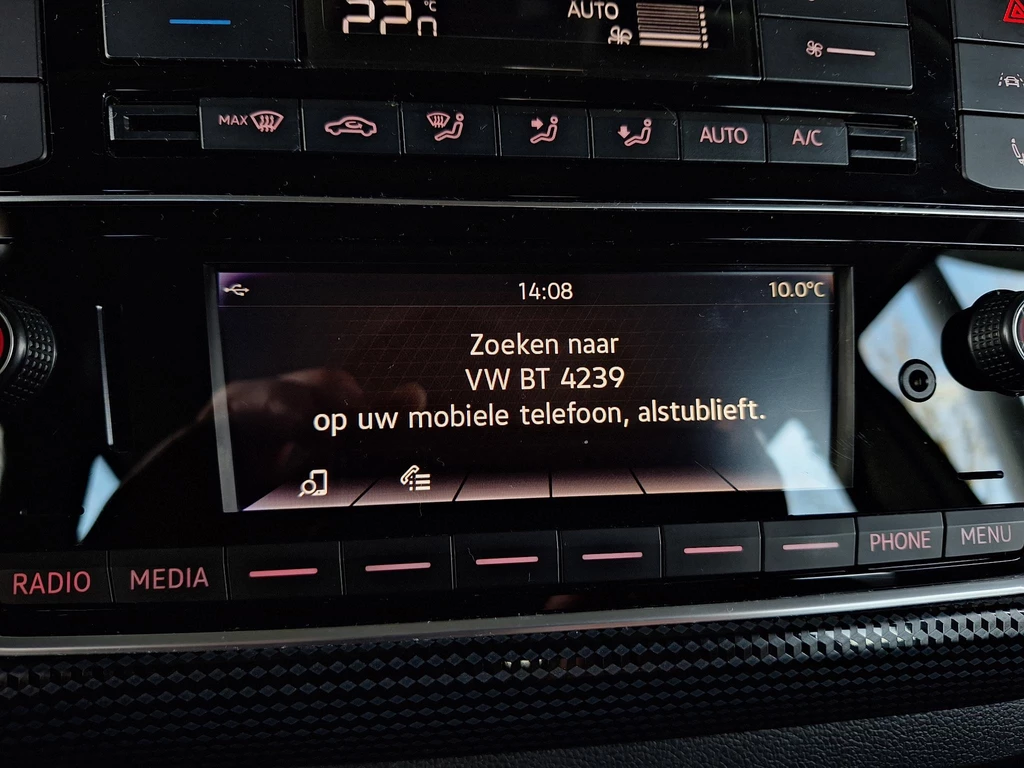 22.0 °C
AUTO
MAX
AUTO
A/C
14:08
10.0°C
Zoeken naar
VW BT 4239
op uw mobiele telefoon, alstublieft.
RADIO
MEDIA
PHONE
MENU